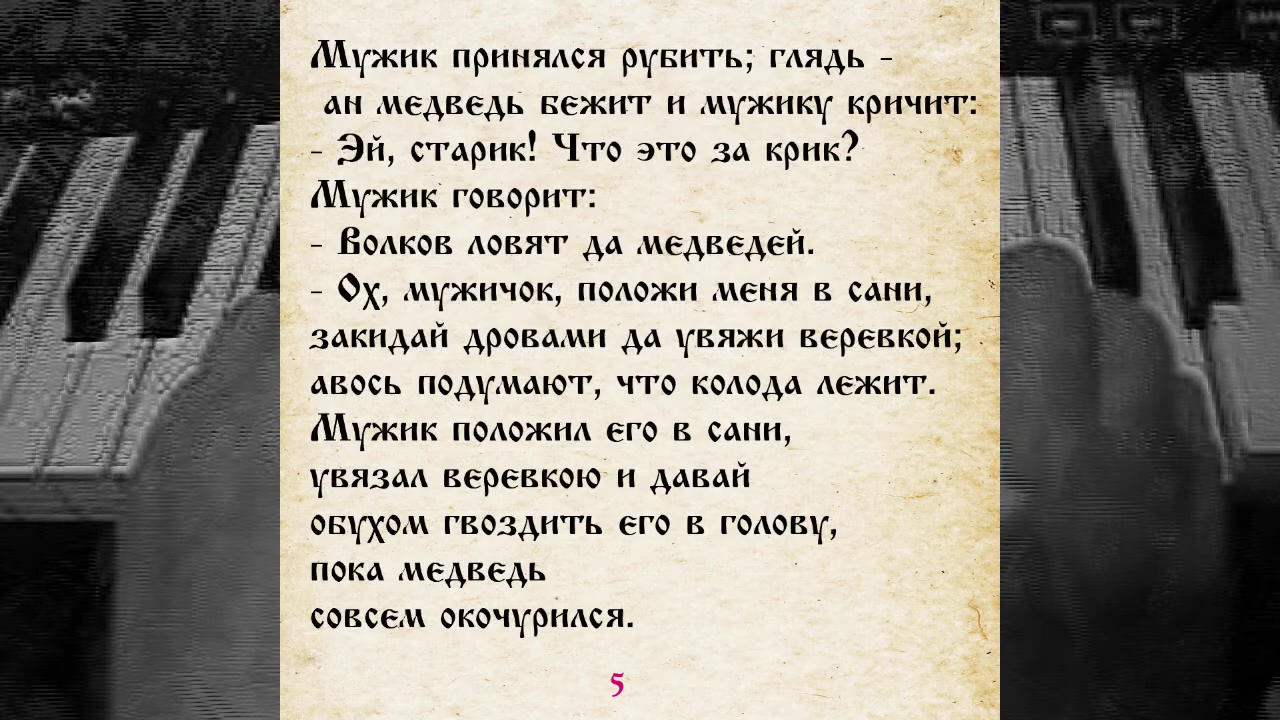 Мужик принялся рубить; глядь -
ан медведь бежит и мужику кричит:
- Эй, старик! Что это за крик?
Мужик говорит:
- Волков ловят да медведей.
- Ох, мужичок, положи меня в сани,
закидай дровами да увяжи веревкой;
авось подумают, что колода лежит.
Мужик положил его в сани,
увязал веревкою и давай
обухом гвоздить его в голову,
пока медведь
совсем окочурился.
5